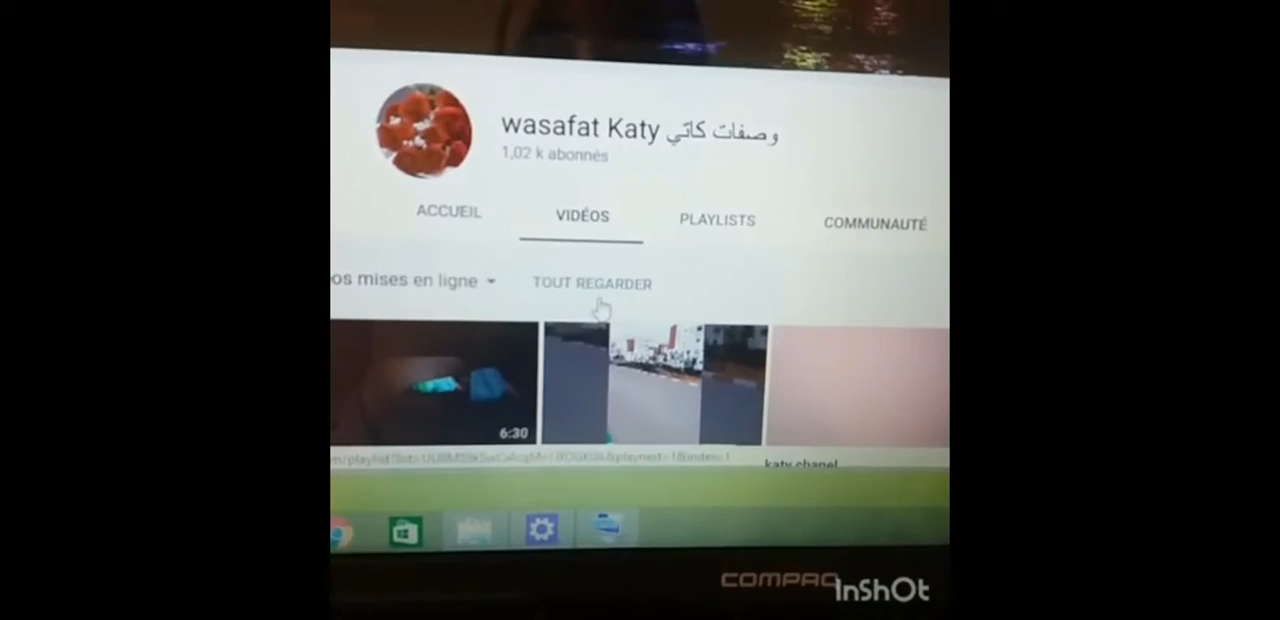 wasafat Katy وصفات كاتي
1,02 k abonnés
ACCUEIL VIDÉOS PLAYLISTS COMMUNAUTÉ
os mises en ligne TOUT REGARDER
6:30
katy chanel
COMPAQ
InShOt